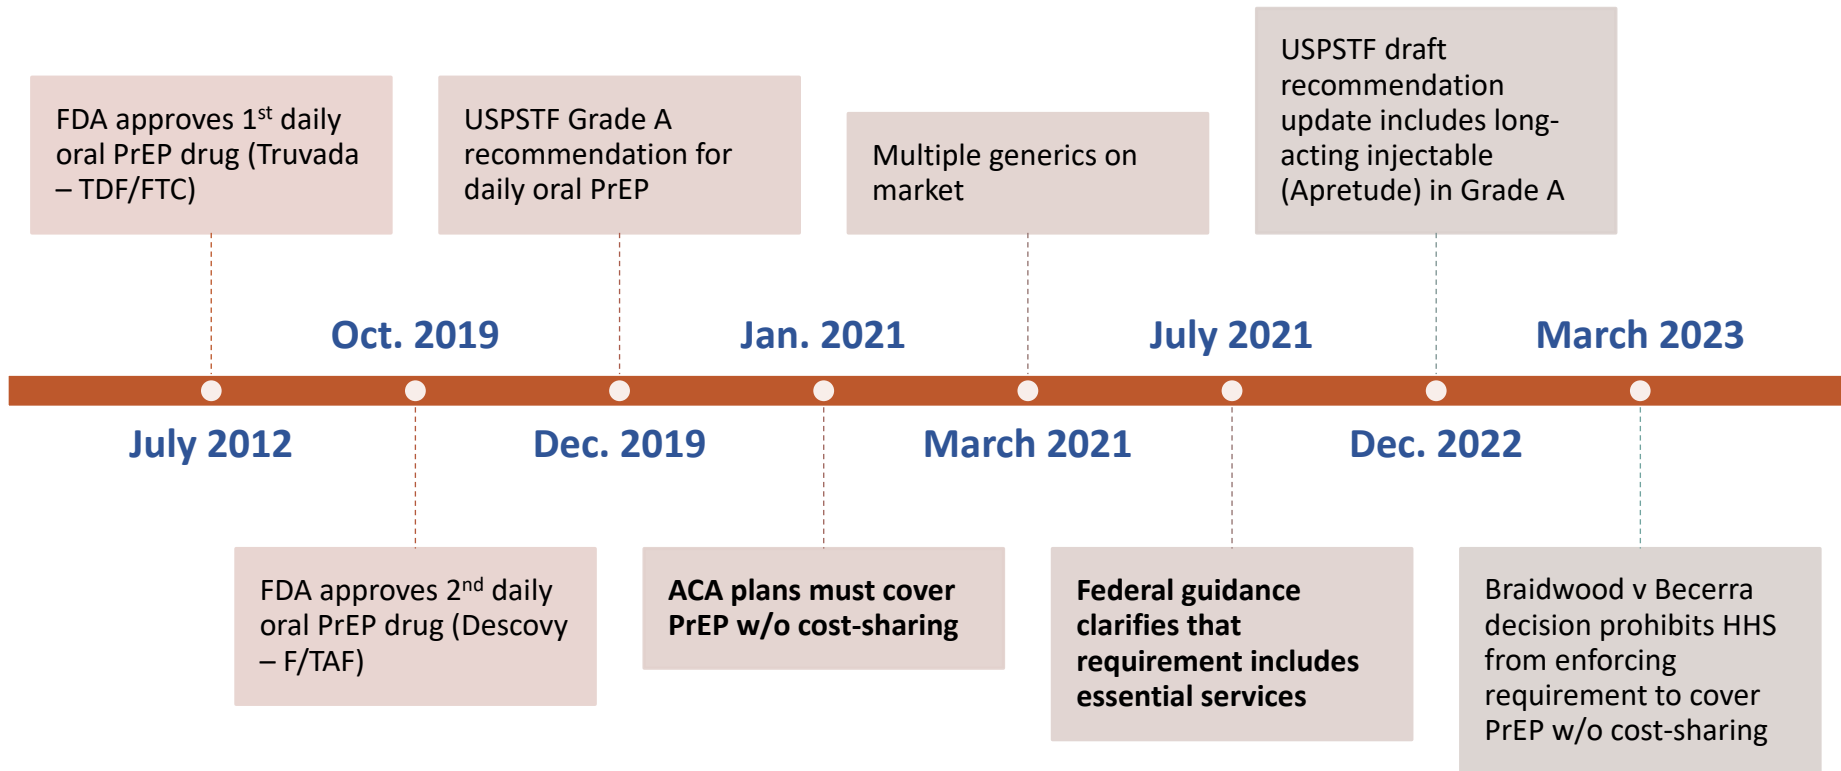 FDA approves 1st daily
oral PrEP drug (Truvada
– TDF/FTC)
USPSTF Grade A
recommendation for
daily oral PrEP
Multiple generics on
market
USPSTF draft
recommendation
update includes long-
acting injectable
(Apretude) in Grade A
Oct. 2019
Jan. 2021
July 2021
March 2023
July 2012
Dec. 2019
March 2021
Dec. 2022
FDA approves 2nd daily
oral PrEP drug (Descovy
– F/TAF)
ACA plans must cover
PrEP w/o cost-sharing
Federal guidance
clarifies that
requirement includes
essential services
Braidwood v Becerra
decision prohibits HHS
from enforcing
requirement to cover
PrEP w/o cost-sharing